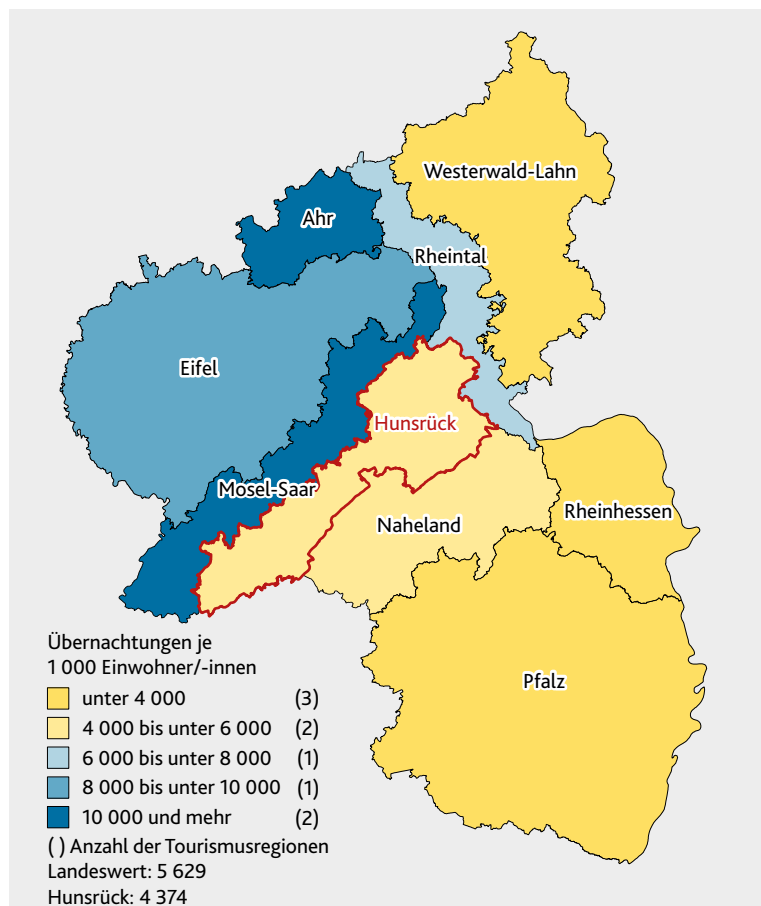 Westerwald-Lahn
Ahr
Rheintal
Eifel
Hunsrück
Mosel-Saar
Naheland
Rheinhessen
Pfalz
Übernachtungen je
1 000 Einwohner/-innen
unter 4 000 (3)
4 000 bis unter 6 000 (2)
6 000 bis unter 8 000 (1)
8 000 bis unter 10 000 (1)
10 000 und mehr (2)
( ) Anzahl der Tourismusregionen
Landeswert: 5 629
Hunsrück: 4 374